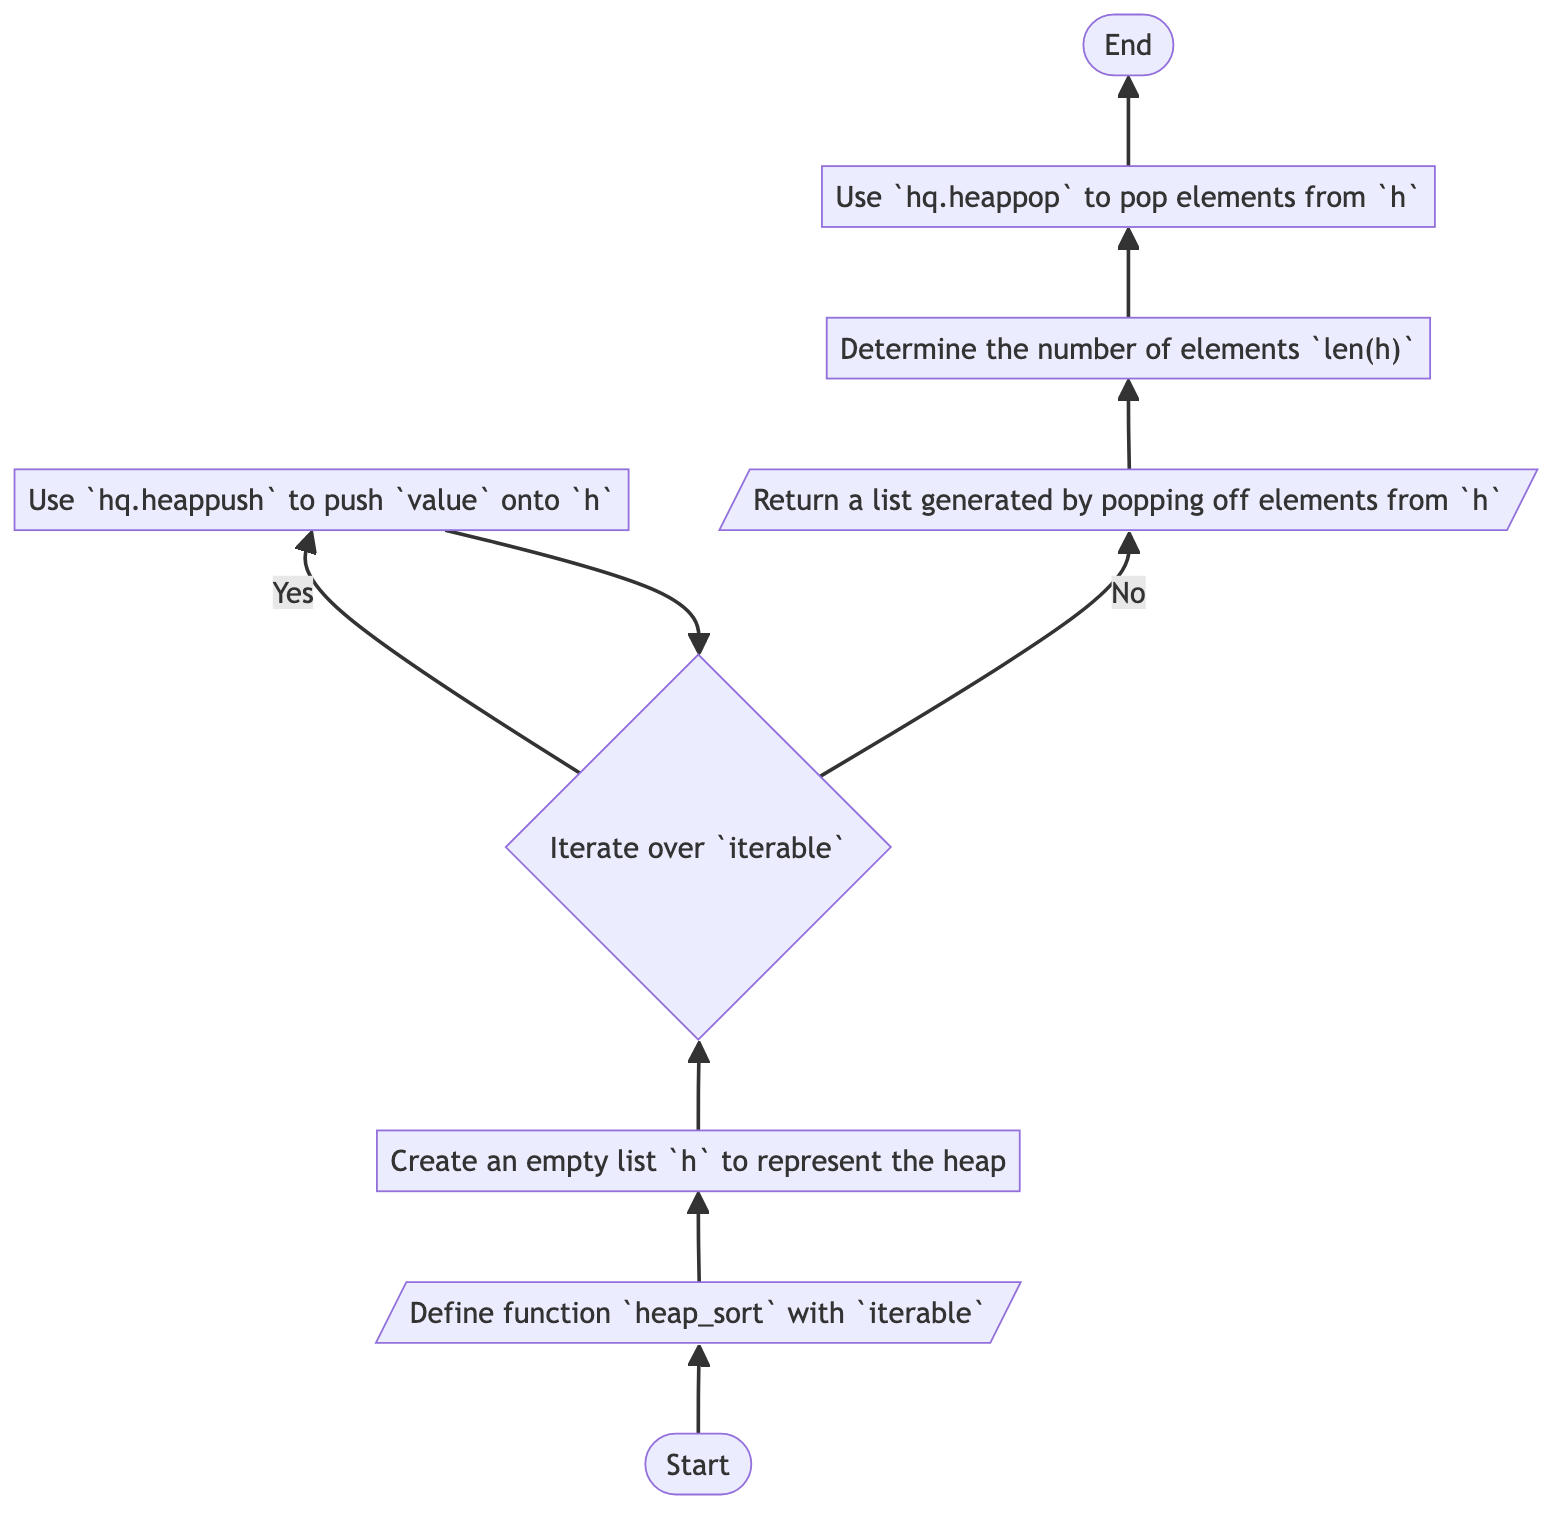 End
Use `hq.heappop` to pop elements from `h`
Determine the number of elements `len(h)`
Use `hq.heappush` to push `value` onto `h`
Return a list generated by popping off elements from `h`
Yes
No
Iterate over `iterable`
Create an empty list `h` to represent the heap
Define function `heap_sort` with `iterable`
Start